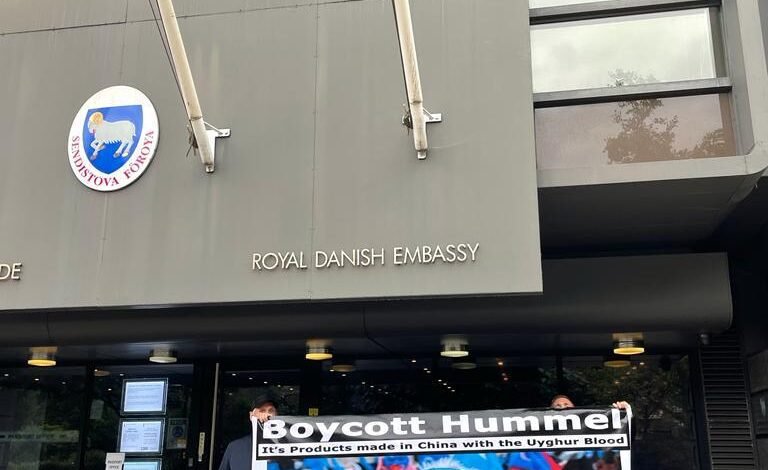 SENDISTOVA FØROYA
DE
ROYAL DANISH EMBASSY
Boycott Hummel
It's Products made in China with the Uyghur Blood